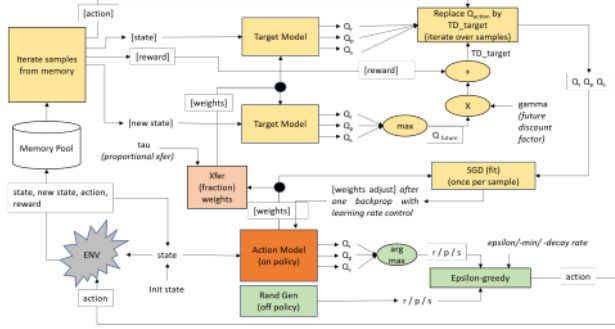 [action]
Iterate samples
from memory
[state]
[reward]
[new state]
Target Model
Qr
Qp
Qs
Replace Qaction by
TD_target
(iterate over samples)
TD_target
[reward]
+
[weights]
Qr Qp Qs
Target Model
Qr
Qp
Qs
max
Q future
X
gamma
(future
discount
factor)
Memory Pool
tau
(proportional xfer)
Xfer
(fraction)
weights
[weights]
SGD (fit)
(once per sample)
[weights adjust] after
one backprop with
learning rate control
state, new state, action,
reward
ENV
state
Init state
action
Action Model
(on policy)
Qr
Qp
Qs
arg
max
r / p / s
epsilon/-min/ -decay rate
Epsilon-greedy
action
Rand Gen
(off policy)
r / p / s